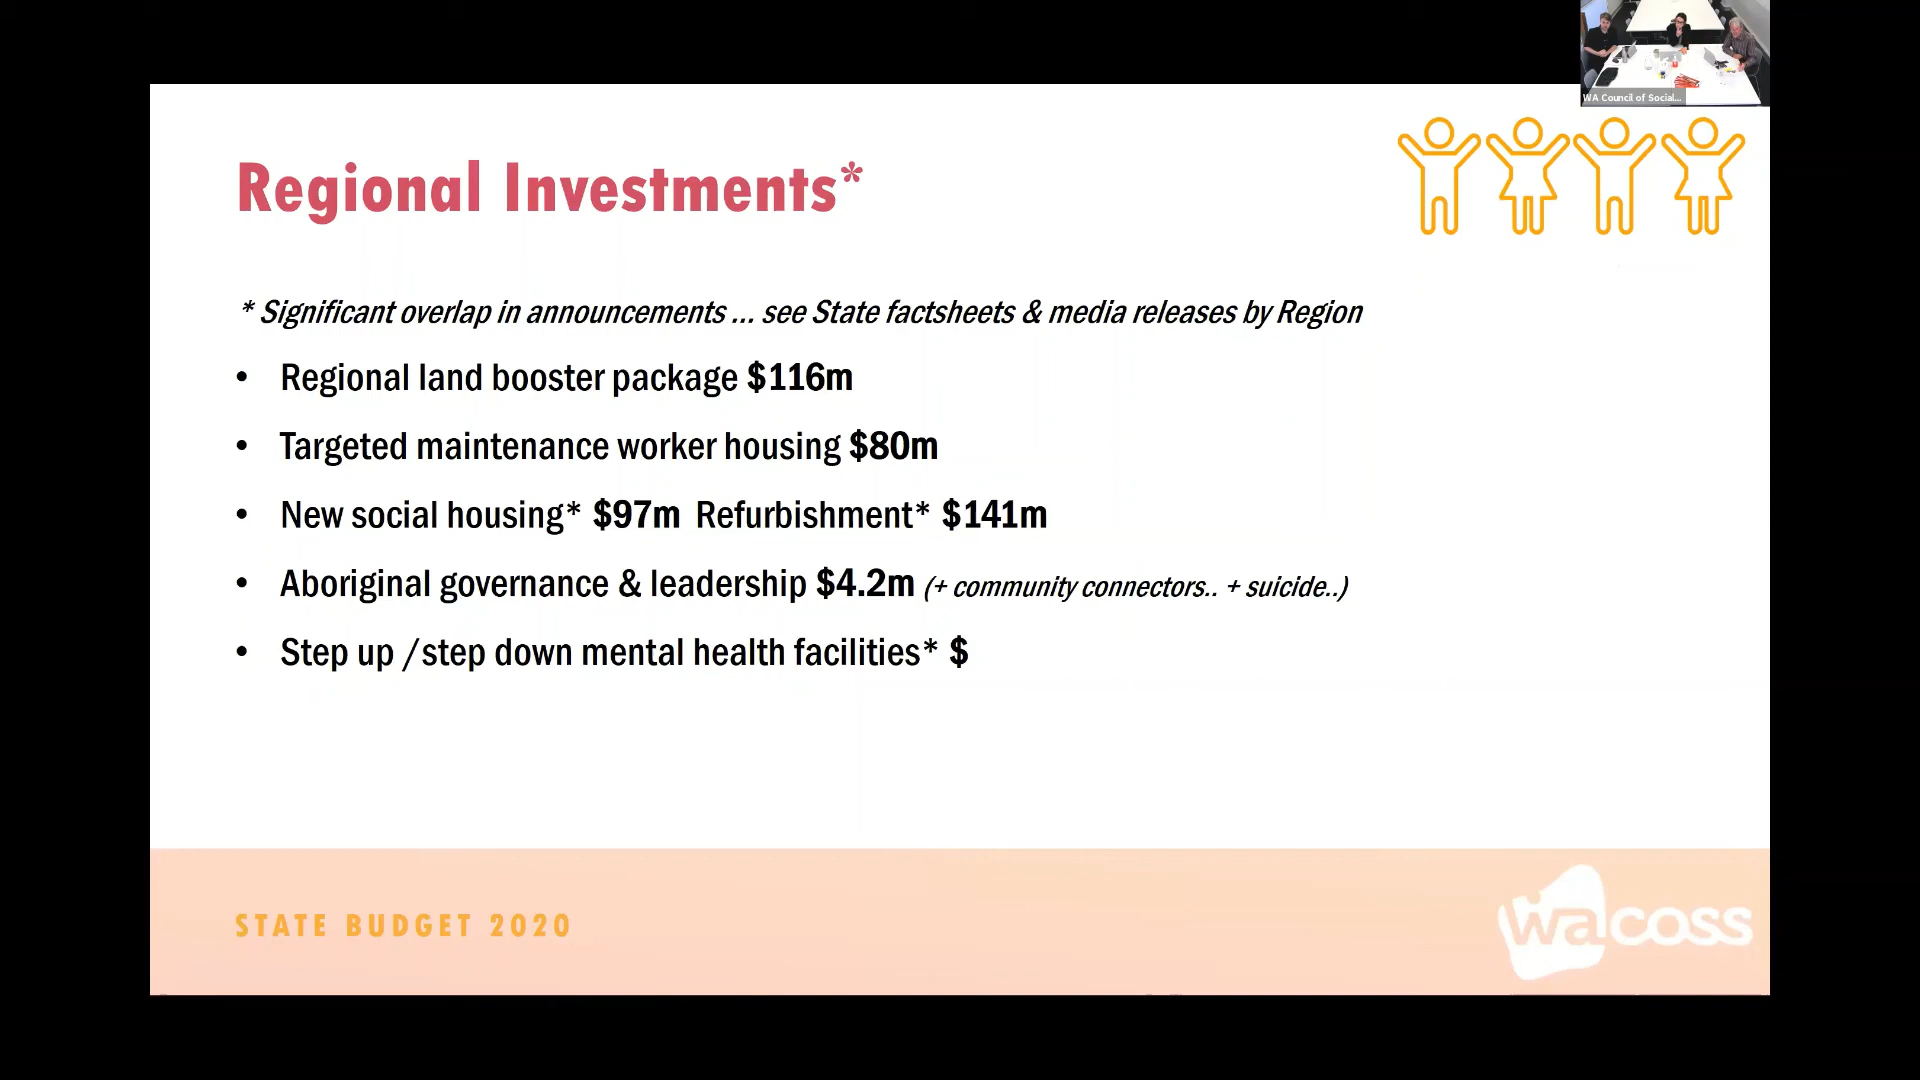 WA Council of Social...
Regional Investments*
* Significant overlap in announcements ... see State factsheets & media releases by Region
• Regional land booster package $116m
• Targeted maintenance worker housing $80m
• New social housing* $97m Refurbishment* $141m
• Aboriginal governance & leadership $4.2m (+ community connectors.. + suicide..)
• Step up /step down mental health facilities* $
STATE BUDGET 2020
wacoss